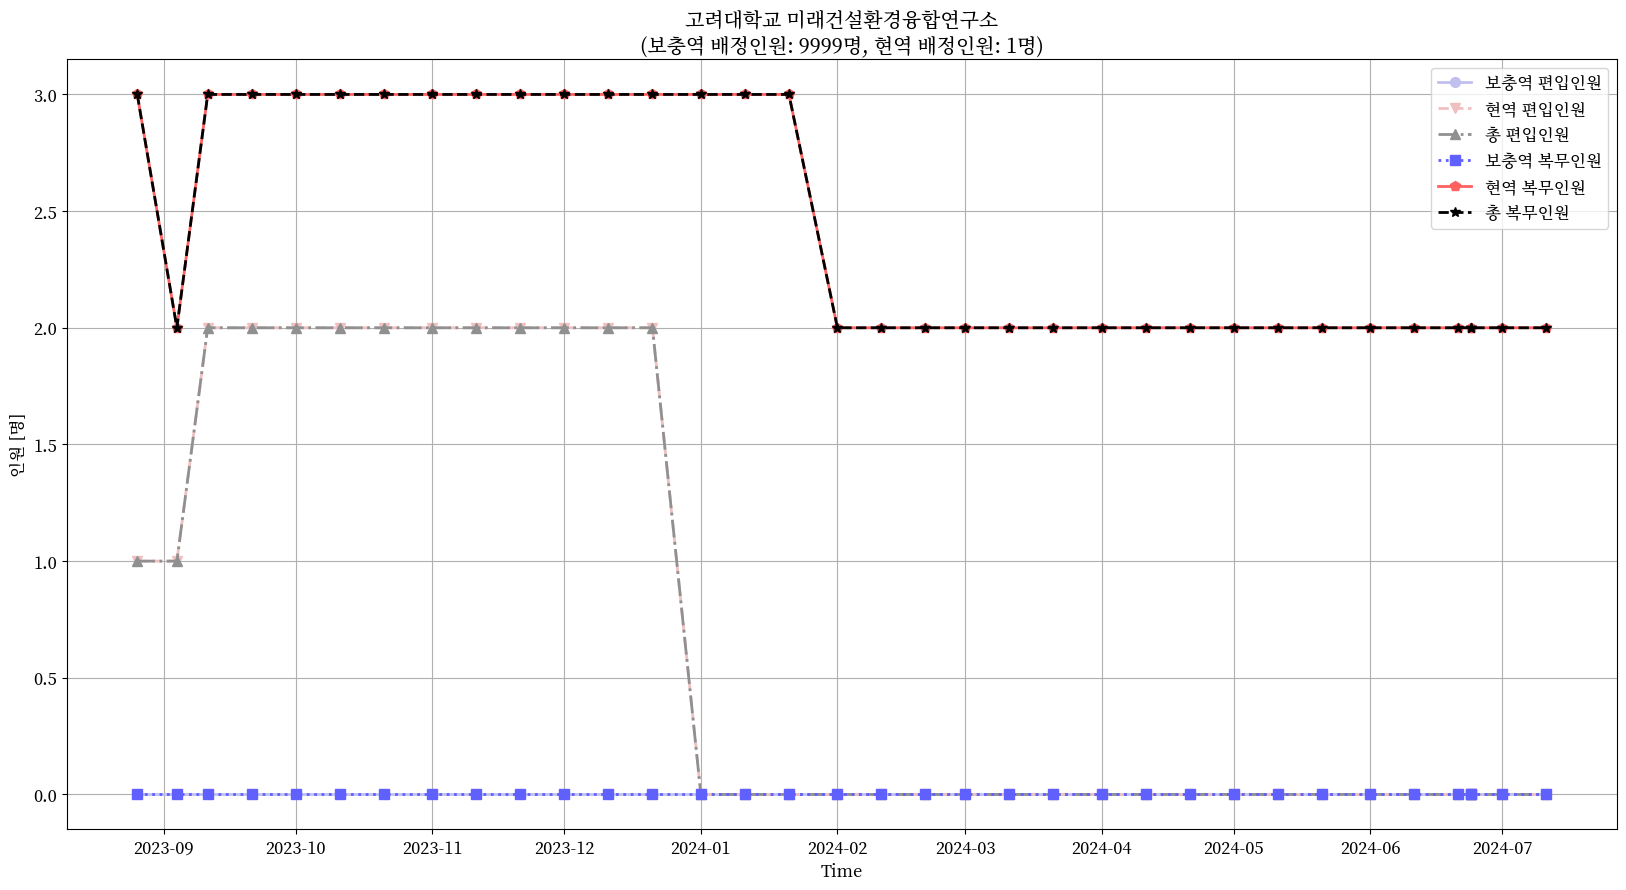 고려대학교 미래건설환경융합연구소
(보충역 배정인원: 9999명, 현역 배정인원: 1명)
보충역 편입인원
현역 편입인원
총 편입인원
보충역 복무인원
현역 복무인원
총 복무인원
인원 [명]
3.0
2.5
2.0
1.5
1.0
0.5
0.0
2023-09 2023-10 2023-11 2023-12 2024-01 2024-02 2024-03 2024-04 2024-05 2024-06 2024-07
Time